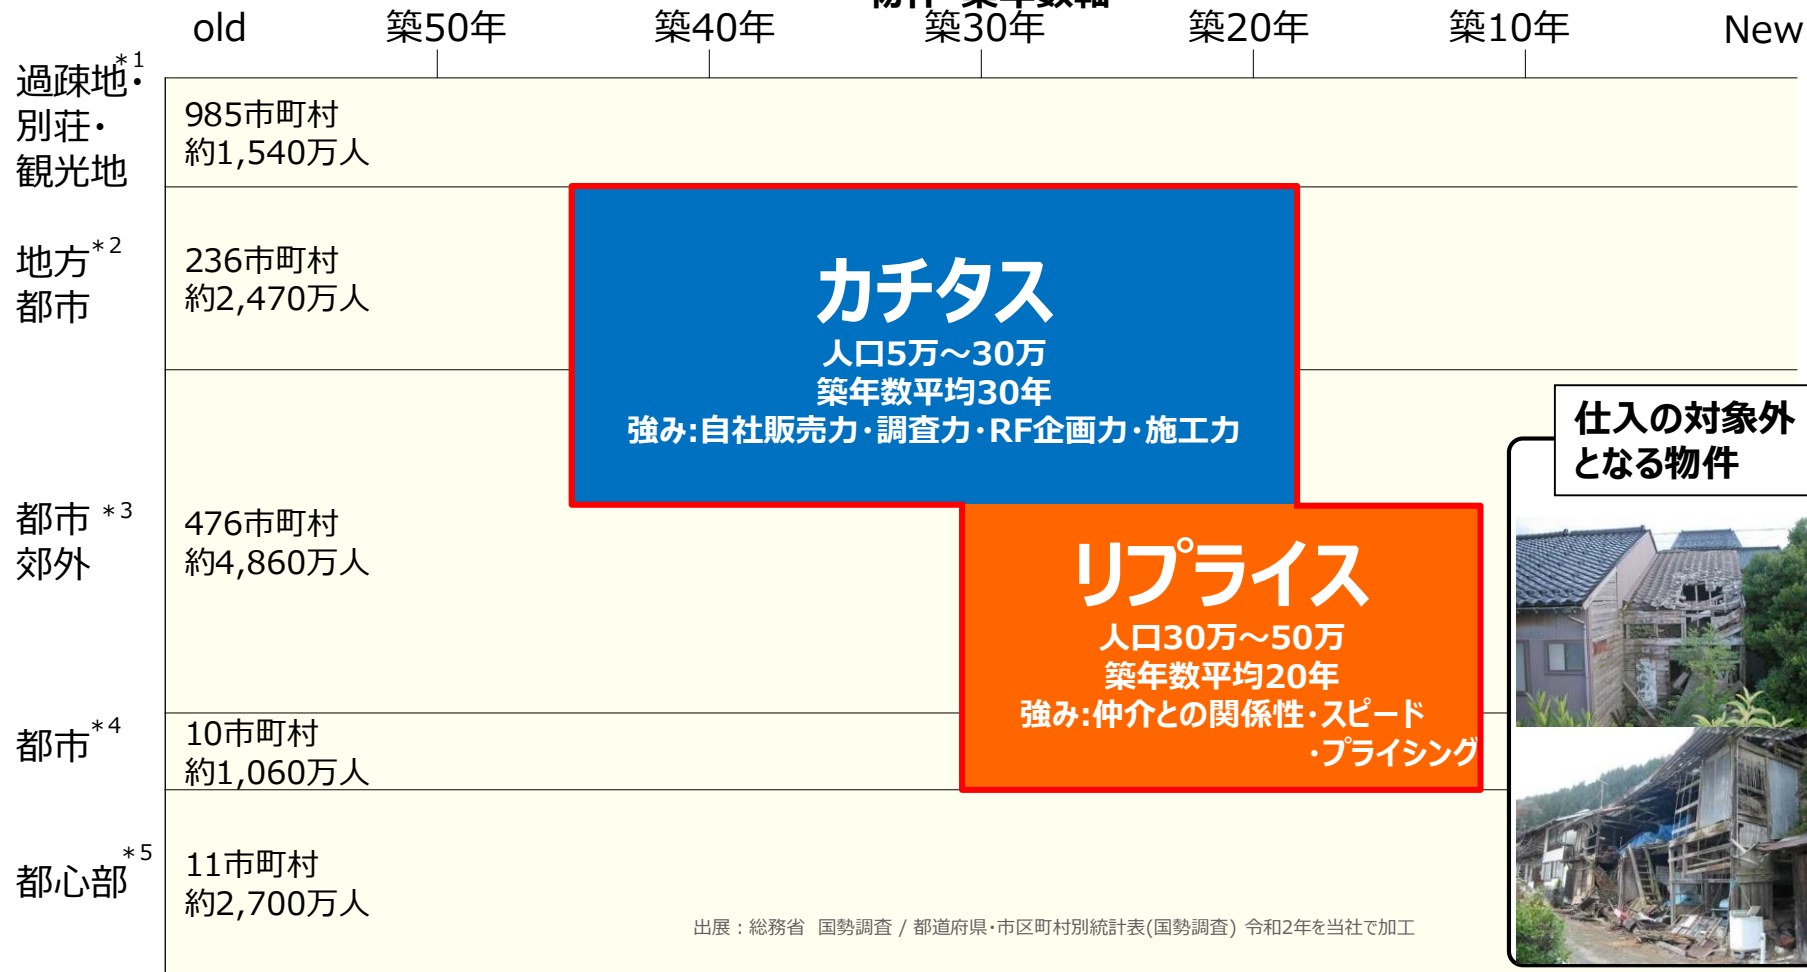 物件 築年数軸
old 築50年 築40年 築30年 築20年 築10年 New
過疎地・*1
別荘・
観光地
985市町村
約1,540万人
地方*2
都市
236市町村
約2,470万人
カチタス
人口5万～30万
築年数平均30年
強み:自社販売力・調査力・RF企画力・施工力
仕入の対象外
となる物件
都市 *3
郊外
476市町村
約4,860万人
リプライス
人口30万～50万
築年数平均20年
強み:仲介との関係性・スピード
・プライシング
都市*4
10市町村
約1,060万人
都心部*5
11市町村
約2,700万人
出展：総務省 国勢調査 / 都道府県・市区町村別統計表(国勢調査) 令和2年を当社で加工